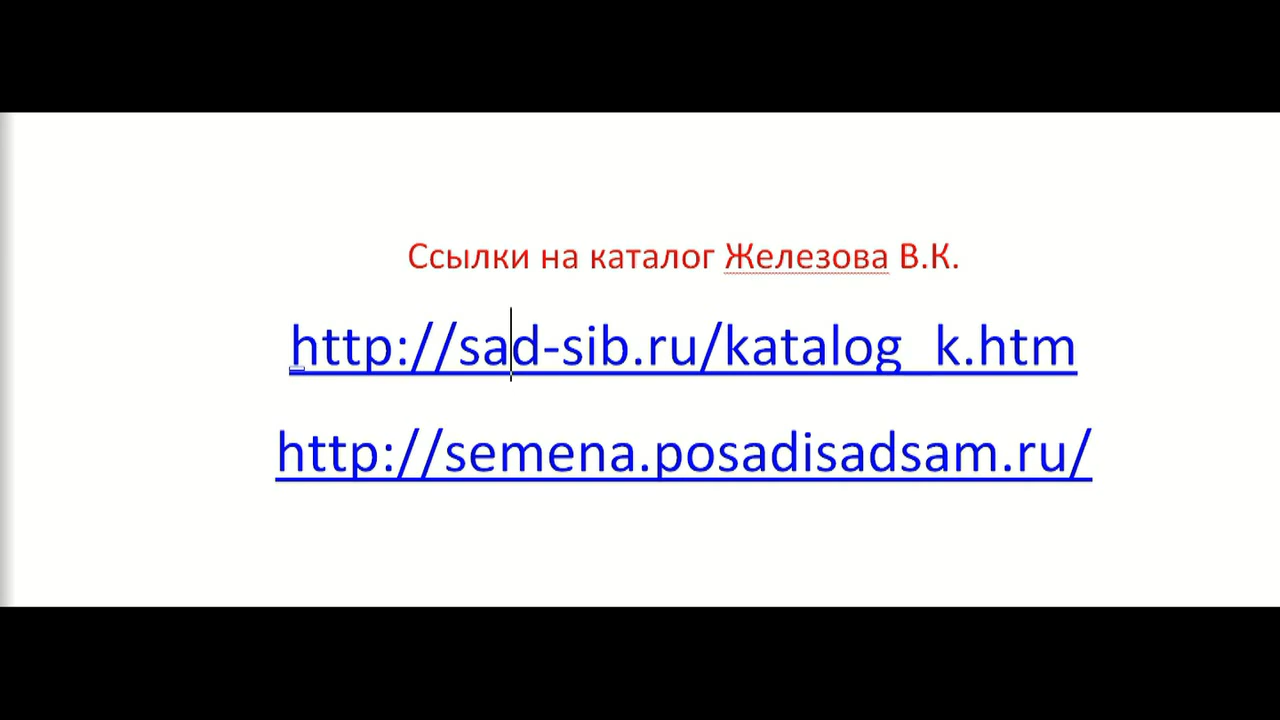 Ссылки на каталог Железова В.К.
http://sad-sib.ru/katalog_k.htm
http://semena.posadisadsam.ru/